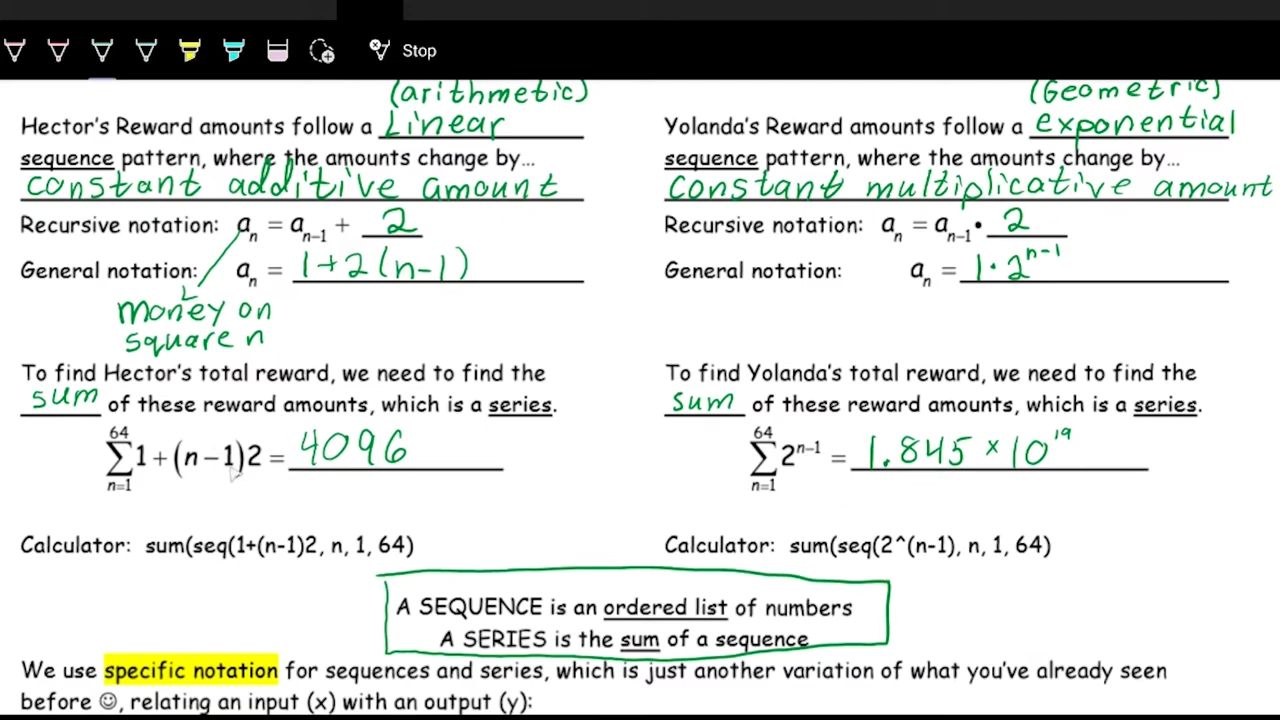 Stop
(arithmetic)
Hector's Reward amounts follow a Linear
sequence pattern, where the amounts change by...
constant additive amount
Recursive notation: aₙ = aₙ₋₁ + 2
General notation: aₙ = 1+2(n-1)
money on
square n
To find Hector's total reward, we need to find the
sum of these reward amounts, which is a series.
64
∑ 1 + (n - 1)2 = 4096
n=1
Calculator: sum(seq(1+(n-1)2, n, 1, 64)
(Geometric)
Yolanda's Reward amounts follow a exponential
sequence pattern, where the amounts change by...
constant multiplicative amount
Recursive notation: aₙ = aₙ₋₁ • 2
General notation: aₙ = 1 · 2ⁿ⁻¹
To find Yolanda's total reward, we need to find the
sum of these reward amounts, which is a series.
64
∑ 2ⁿ⁻¹ = 1.845 × 10¹⁹
n=1
Calculator: sum(seq(2^(n-1), n, 1, 64)
A SEQUENCE is an ordered list of numbers
A SERIES is the sum of a sequence
We use specific notation for sequences and series, which is just another variation of what you've already seen
before ☺, relating an input (x) with an output (y):